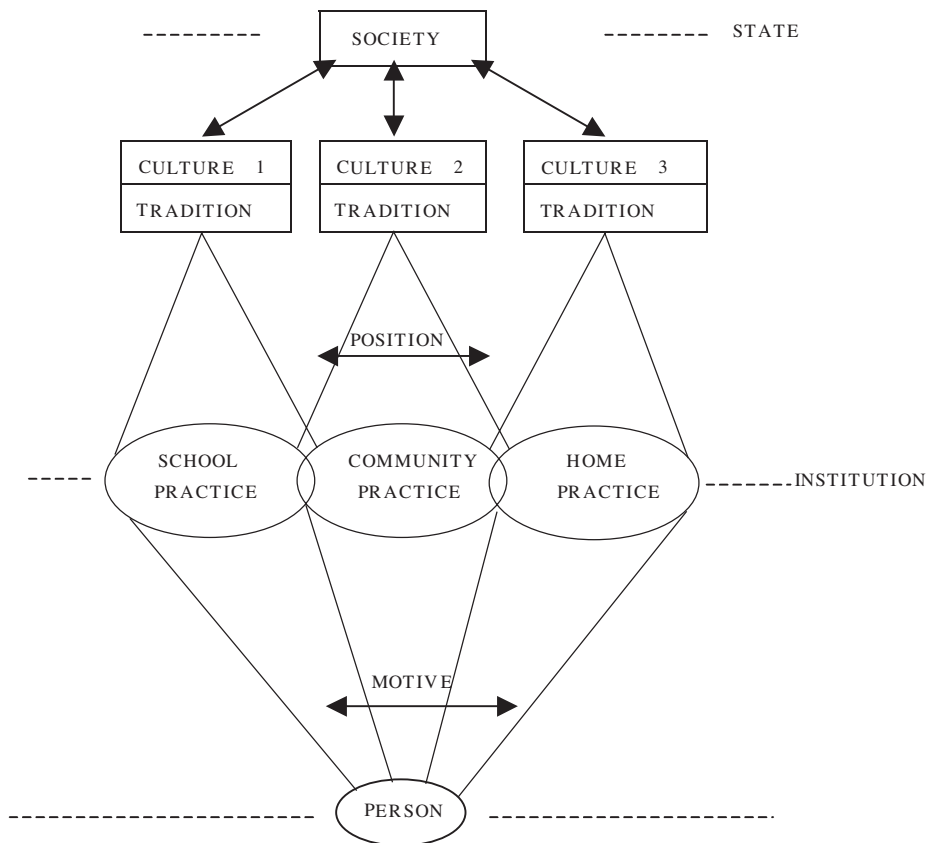 SOCIETY
STATE
CULTURE 1
CULTURE 2
CULTURE 3
TRADITION
TRADITION
TRADITION
POSITION
SCHOOL
PRACTICE
COMMUNITY
PRACTICE
HOME
PRACTICE
INSTITUTION
MOTIVE
PERSON